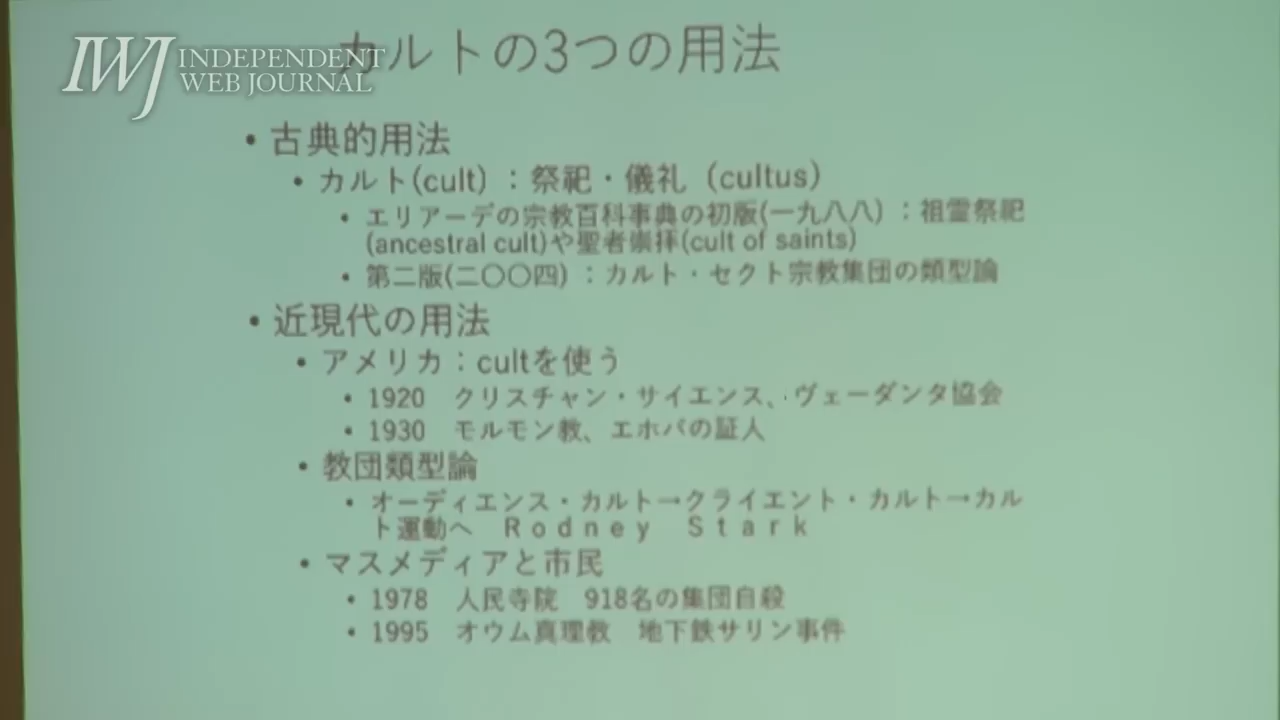 IWJ INDEPENDENT
WEB JOURNAL
カルトの3つの用法
• 古典的用法
• カルト(cult)：祭祀・儀礼（cultus）
• エリアーデの宗教百科事典の初版(一九八八)：祖霊祭祀
(ancestral cult)や聖者崇拝(cult of saints)
• 第二版(二〇〇四)：カルト・セクト宗教集団の類型論
• 近現代の用法
• アメリカ：cultを使う
• 1920　クリスチャン・サイエンス、ヴェーダンタ協会
• 1930　モルモン教、エホバの証人
• 教団類型論
• オーディエンス・カルト→クライエント・カルト→カル
ト運動へ　Ｒｏｄｎｅｙ　Ｓｔａｒｋ
• マスメディアと市民
• 1978　人民寺院　918名の集団自殺
• 1995　オウム真理教　地下鉄サリン事件